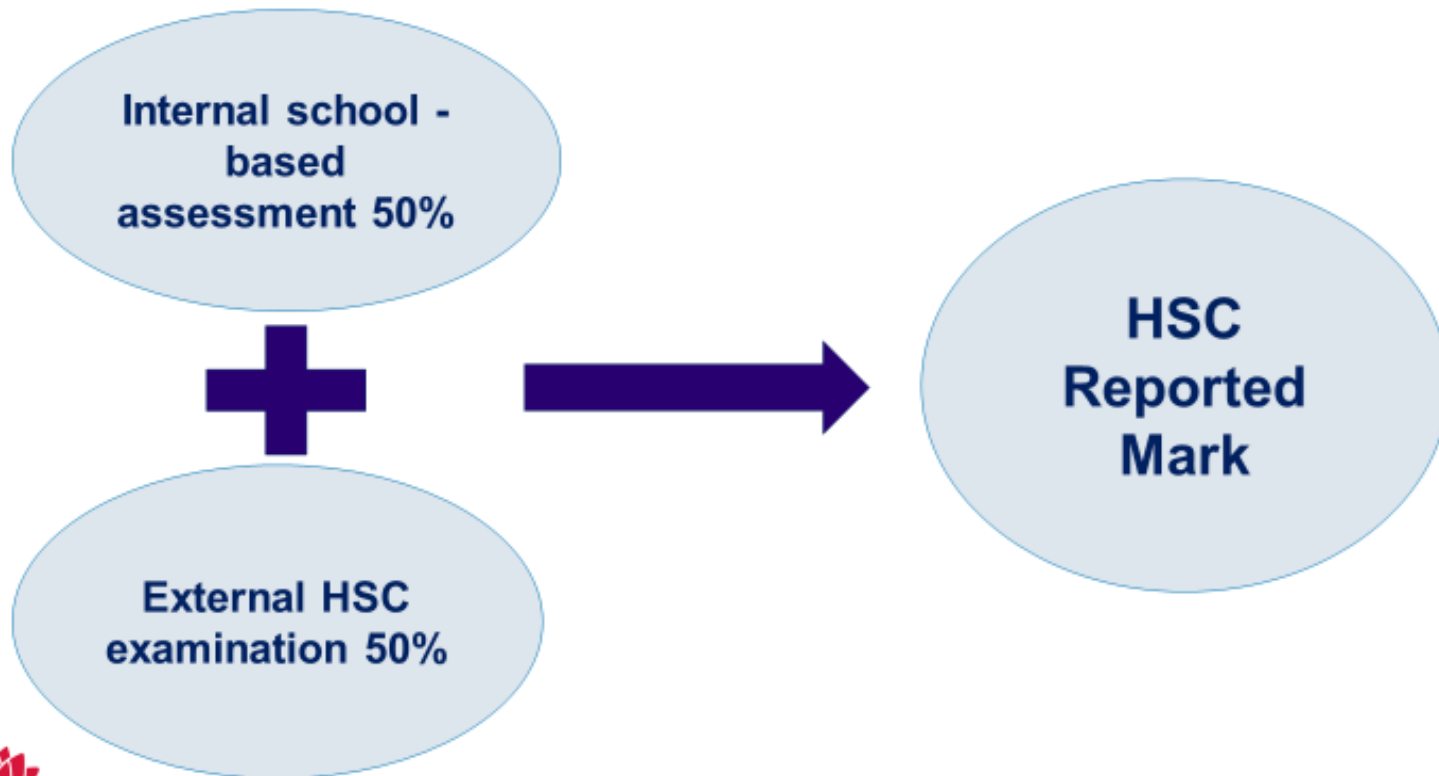 Internal school -
based
assessment 50%
External HSC
examination 50%
HSC
Reported
Mark